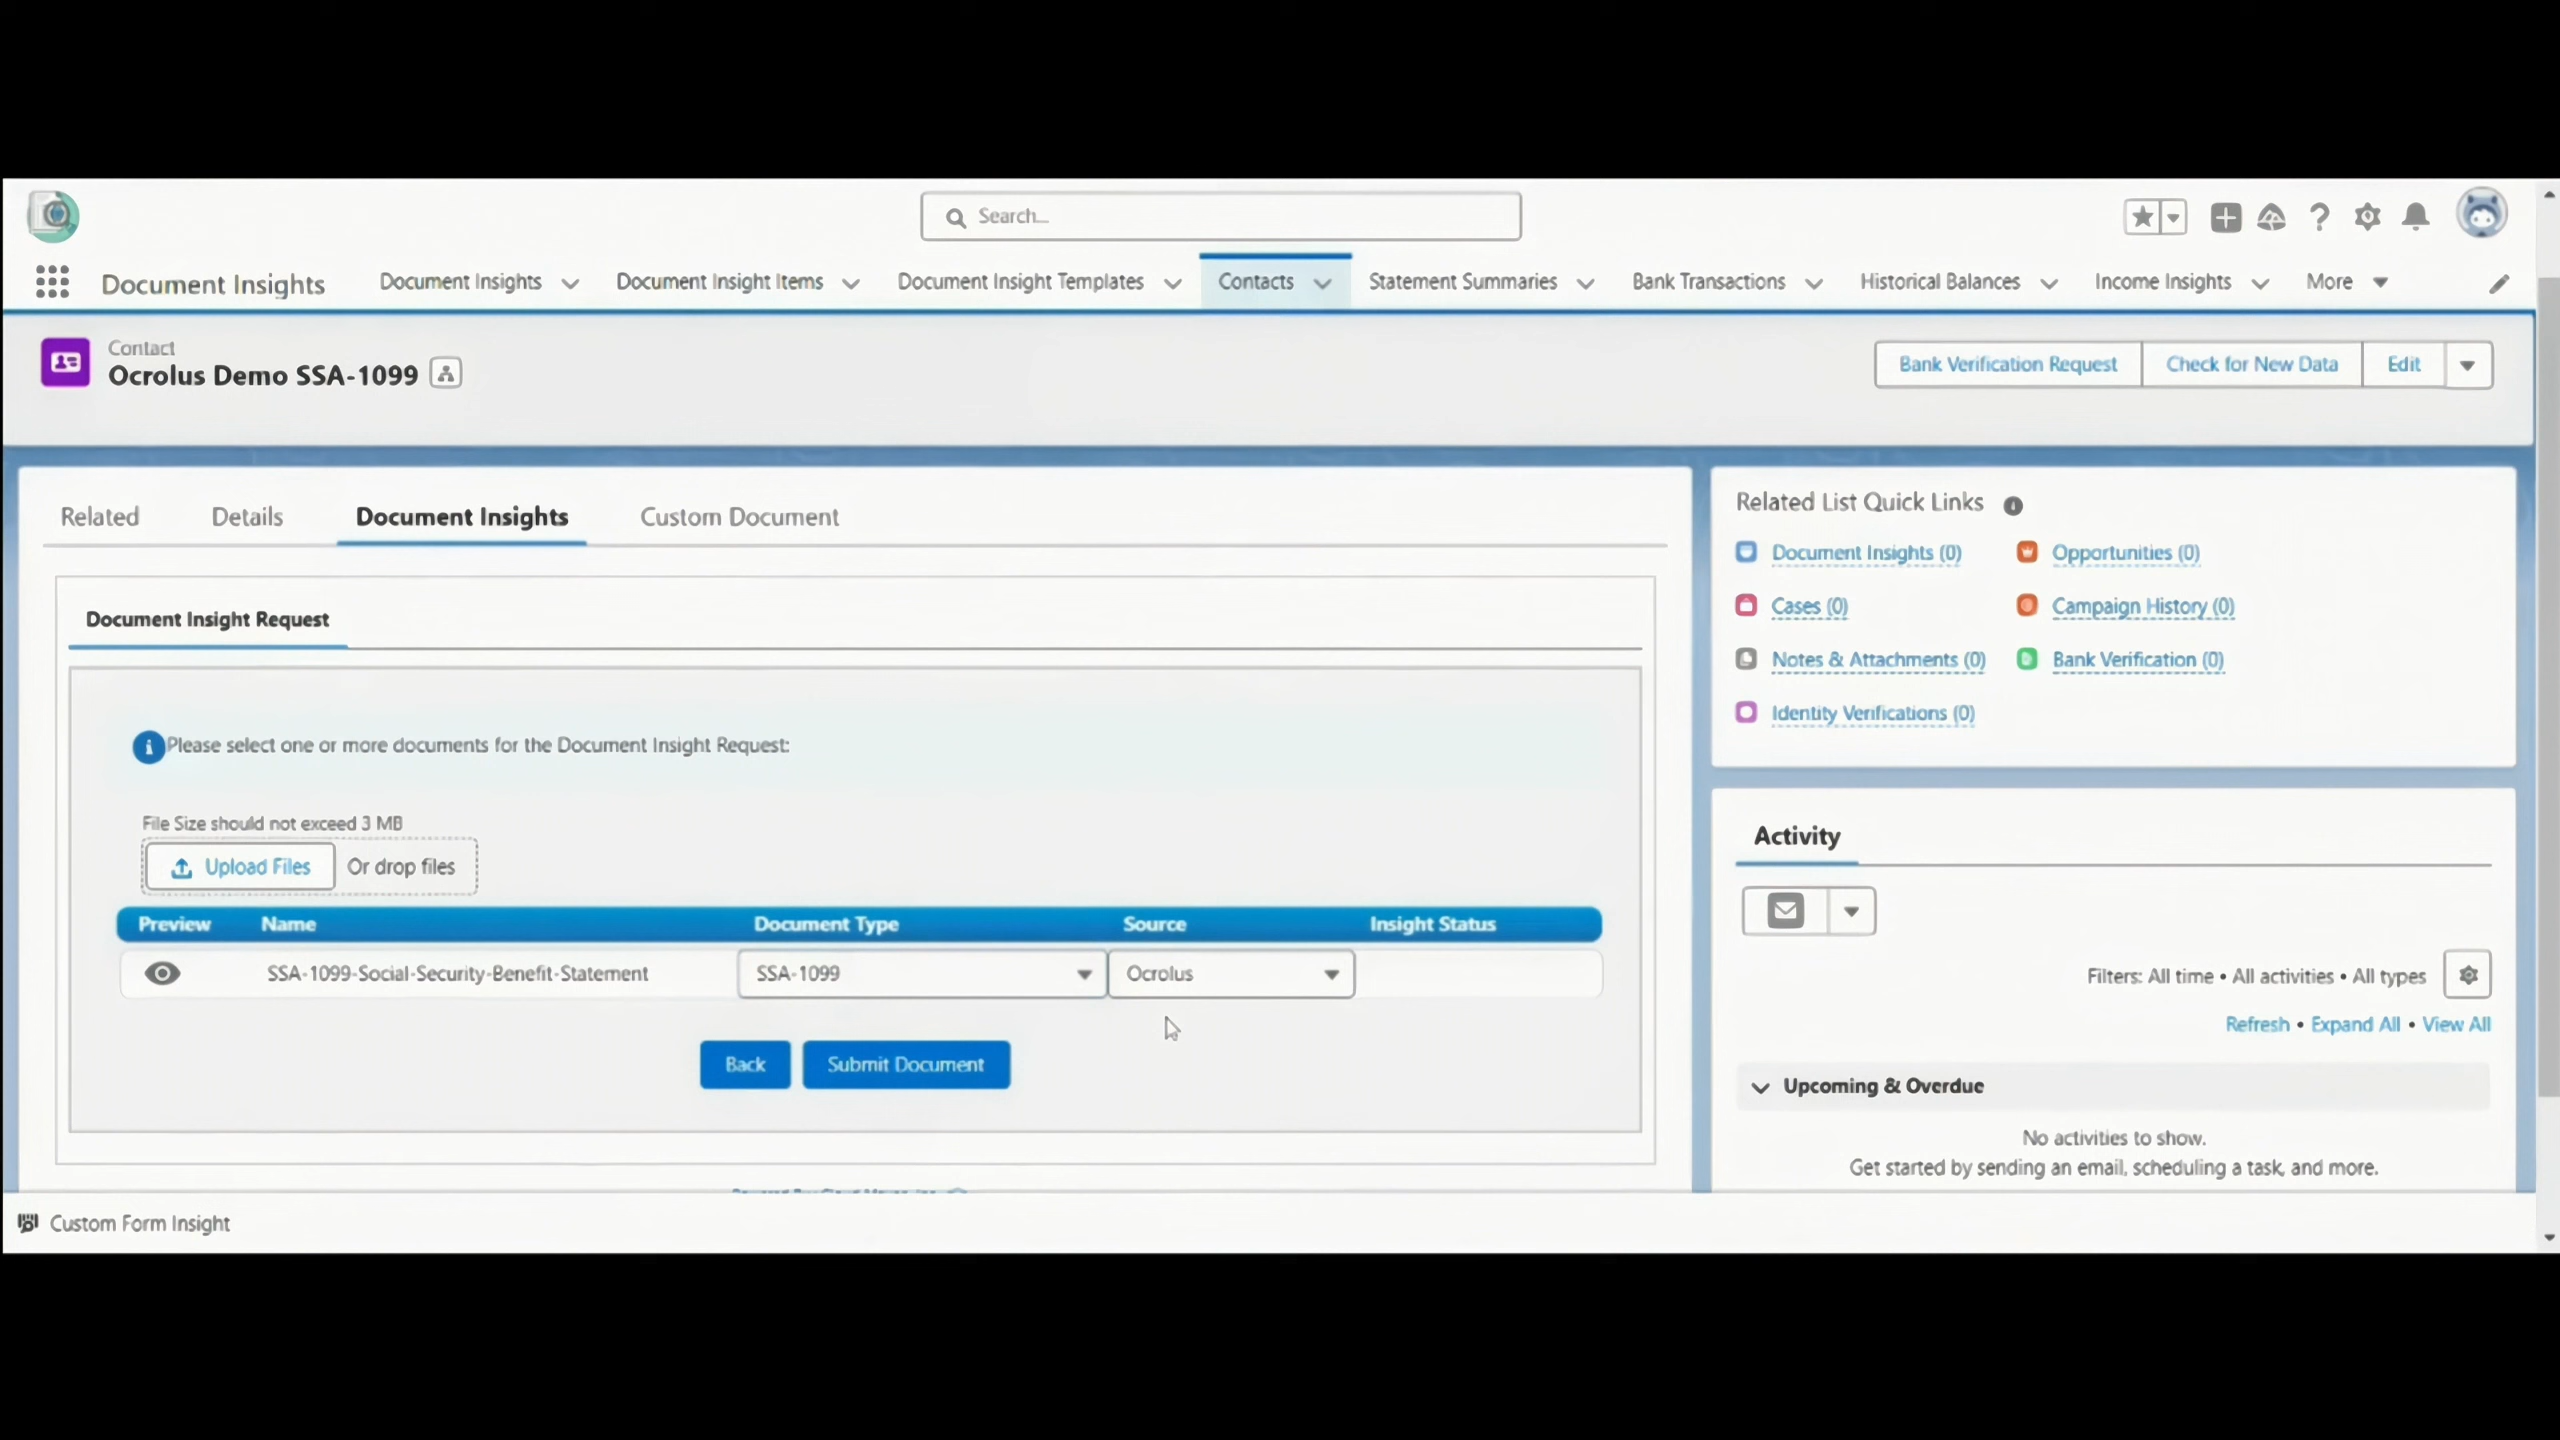 Search...
Document Insights
Document Insights
Document Insight Items
Document Insight Templates
Contacts
Statement Summaries
Bank Transactions
Historical Balances
Income Insights
More
Contact
Ocrolus Demo SSA-1099
Bank Verification Request
Check for New Data
Edit
Related
Details
Document Insights
Custom Document
Document Insight Request
Please select one or more documents for the Document Insight Request:
File Size should not exceed 3 MB
Upload Files
Or drop files
Preview
Name
Document Type
Source
Insight Status
SSA-1099-Social-Security-Benefit-Statement
SSA-1099
Ocrolus
Back
Submit Document
Related List Quick Links
Document Insights (0)
Opportunities (0)
Cases (0)
Campaign History (0)
Notes & Attachments (0)
Bank Verification (0)
Identity Verifications (0)
Activity
Filters: All time • All activities • All types
Refresh • Expand All • View All
Upcoming & Overdue
No activities to show.
Get started by sending an email, scheduling a task, and more.
Custom Form Insight